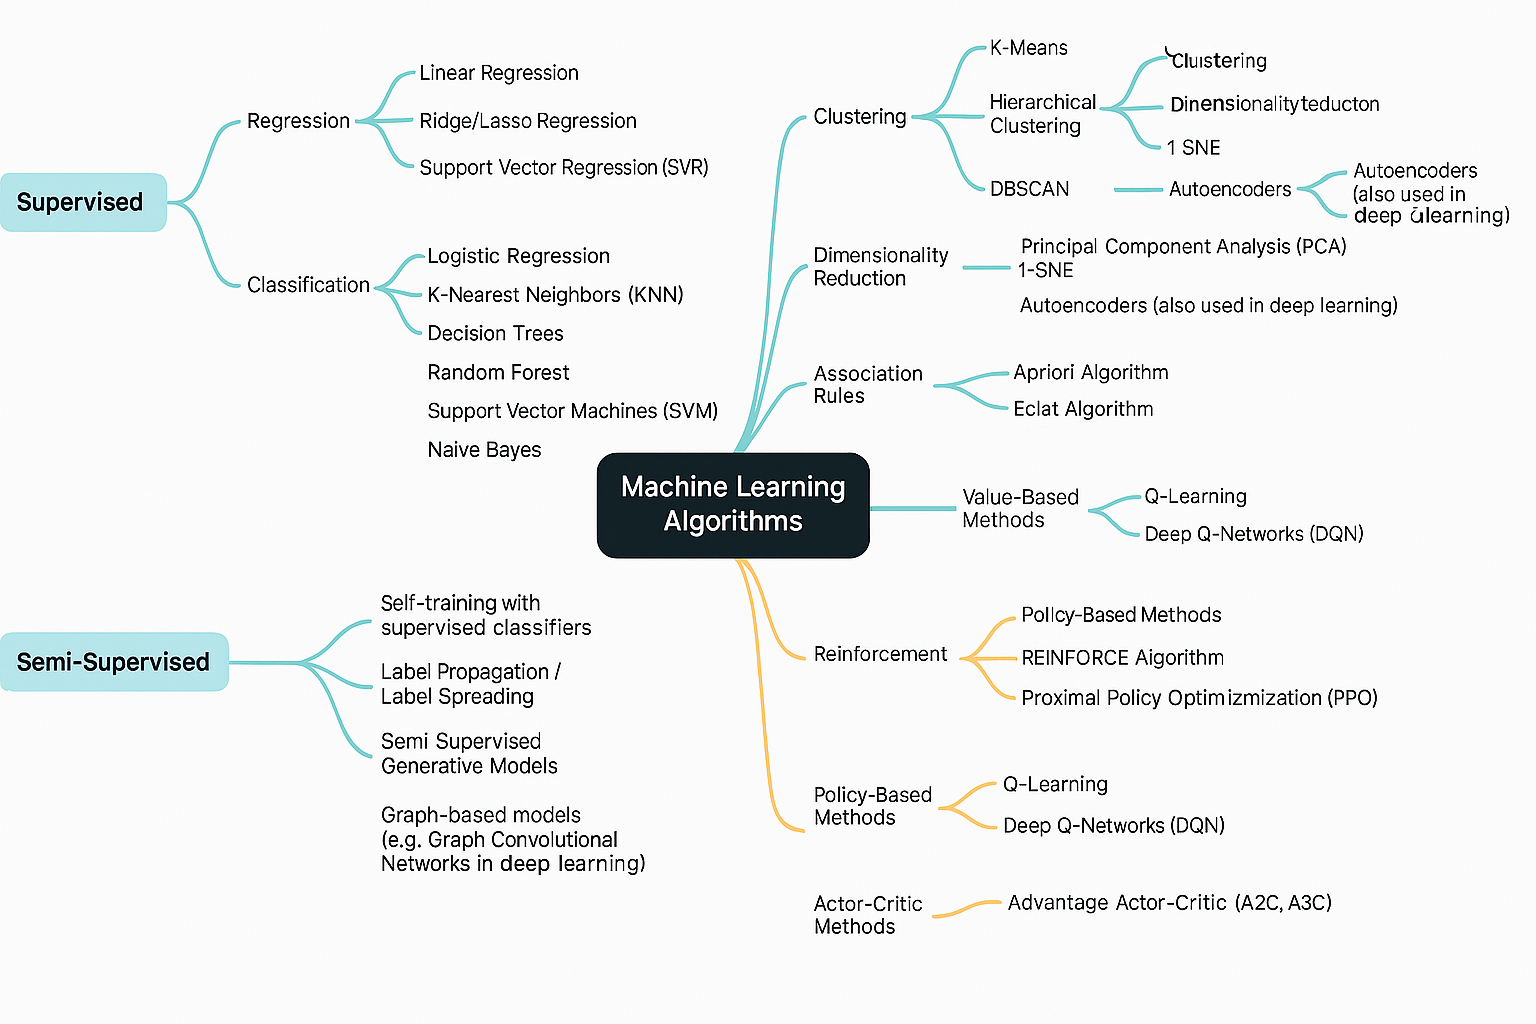 Supervised
Regression
Linear Regression
Ridge/Lasso Regression
Support Vector Regression (SVR)
Classification
Logistic Regression
K-Nearest Neighbors (KNN)
Decision Trees
Random Forest
Support Vector Machines (SVM)
Naive Bayes
Semi-Supervised
Self-training with
supervised classifiers
Label Propagation /
Label Spreading
Semi Supervised
Generative Models
Graph-based models
(e.g. Graph Convolutional
Networks in deep learning)
Machine Learning
Algorithms
Clustering
K-Means
Hierarchical
Clustering
Cluistering
Dinensionalityteducton
1 SNE
DBSCAN
Autoencoders
Autoencoders
(also used in
deep learning)
Dimensionality
Reduction
Principal Component Analysis (PCA)
1-SNE
Autoencoders (also used in deep learning)
Association
Rules
Apriori Algorithm
Eclat Algorithm
Value-Based
Methods
Q-Learning
Deep Q-Networks (DQN)
Reinforcement
Policy-Based Methods
REINFORCE Aigorithm
Proximal Policy Optimizmization (PPO)
Policy-Based
Methods
Q-Learning
Deep Q-Networks (DQN)
Actor-Critic
Methods
Advantage Actor-Critic (A2C, A3C)